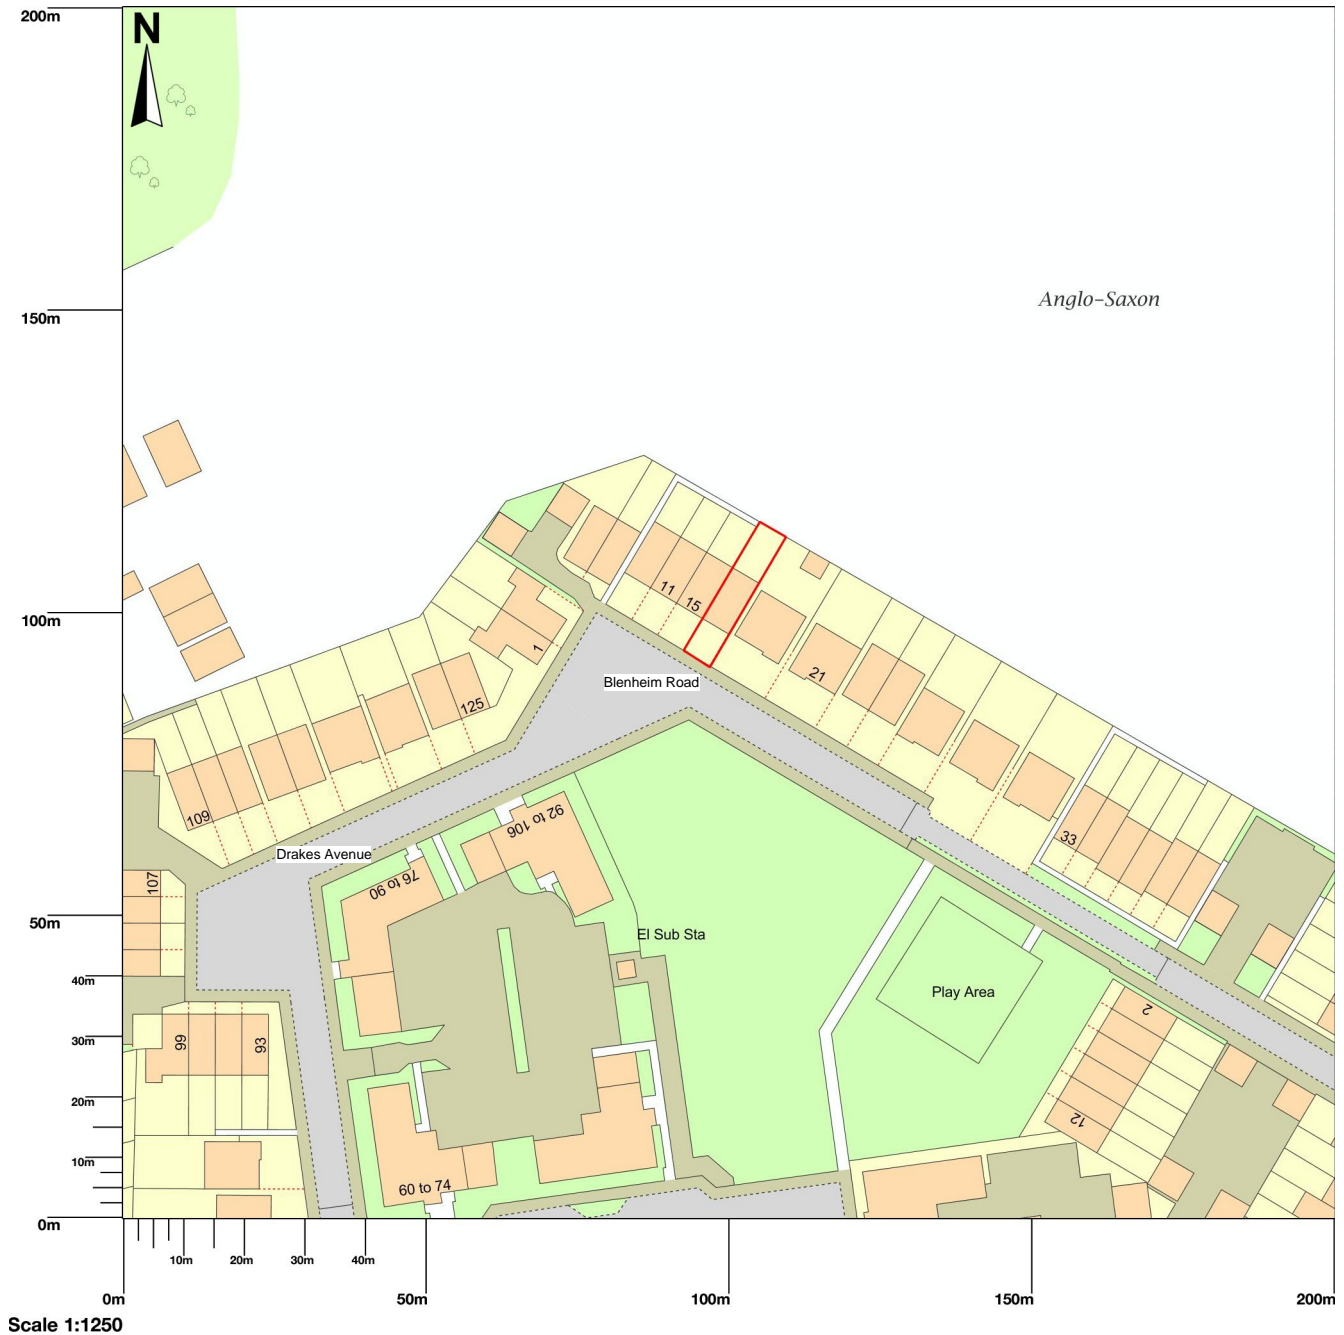 200m
N
Anglo-Saxon
150m
11
15
100m
1
Blenheim Road
21
125
109
Drakes Avenue
92 to 106
76 to 90
33
107
50m
El Sub Sta
40m
Play Area
2
30m
99
93
20m
12
10m
60 to 74
0m
10m
20m
30m
40m
0m
50m
100m
150m
200m
Scale 1:1250